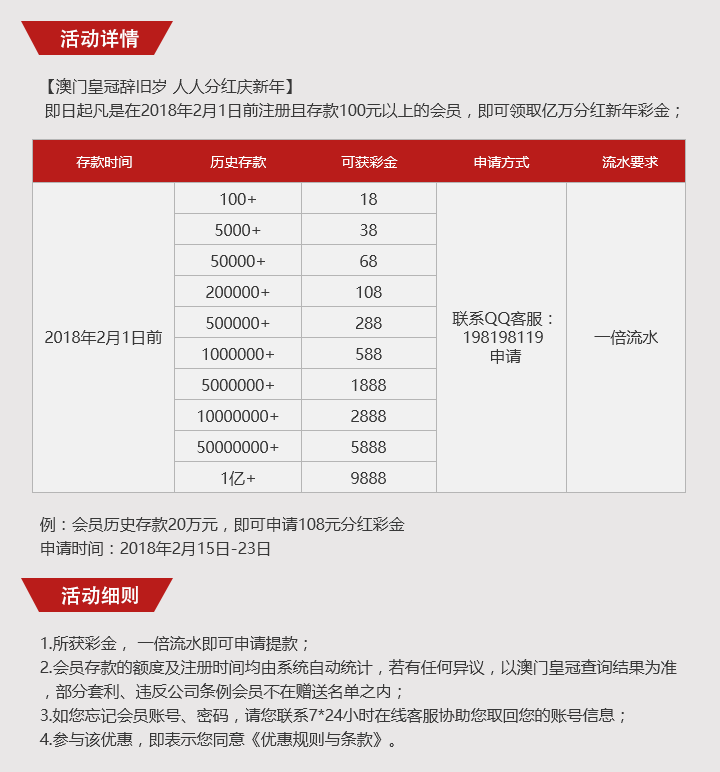 活动详情
【澳门皇冠辞旧岁 人人分红庆新年】
即日起凡是在2018年2月1日前注册且存款100元以上的会员，即可领取亿万分红新年彩金；
存款时间 历史存款 可获彩金 申请方式 流水要求
100+ 18
5000+ 38
50000+ 68
200000+ 108
500000+ 288
1000000+ 588
5000000+ 1888
10000000+ 2888
50000000+ 5888
1亿+ 9888
2018年2月1日前
联系QQ客服：
198198119
申请
一倍流水
例：会员历史存款20万元，即可申请108元分红彩金
申请时间：2018年2月15日-23日
活动细则
1.所获彩金， 一倍流水即可申请提款；
2.会员存款的额度及注册时间均由系统自动统计，若有任何异议，以澳门皇冠查询结果为准
，部分套利、违反公司条例会员不在赠送名单之内；
3.如您忘记会员账号、密码，请您联系7*24小时在线客服协助您取回您的账号信息；
4.参与该优惠，即表示您同意《优惠规则与条款》。